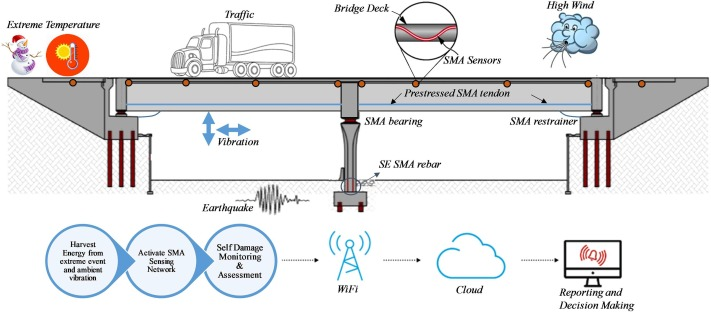 Extreme Temperature
Traffic
Bridge Deck
High Wind
SMA Sensors
Prestressed SMA tendon
SMA bearing
SMA restrainer
Vibration
SE SMA rebar
Earthquake
Harvest
Energy from
extreme event
and ambient
vibration
Activate SMA
Sensing
Network
Self Damage
Monitoring
&
Assessment
WiFi
Cloud
Reporting and
Decision Making